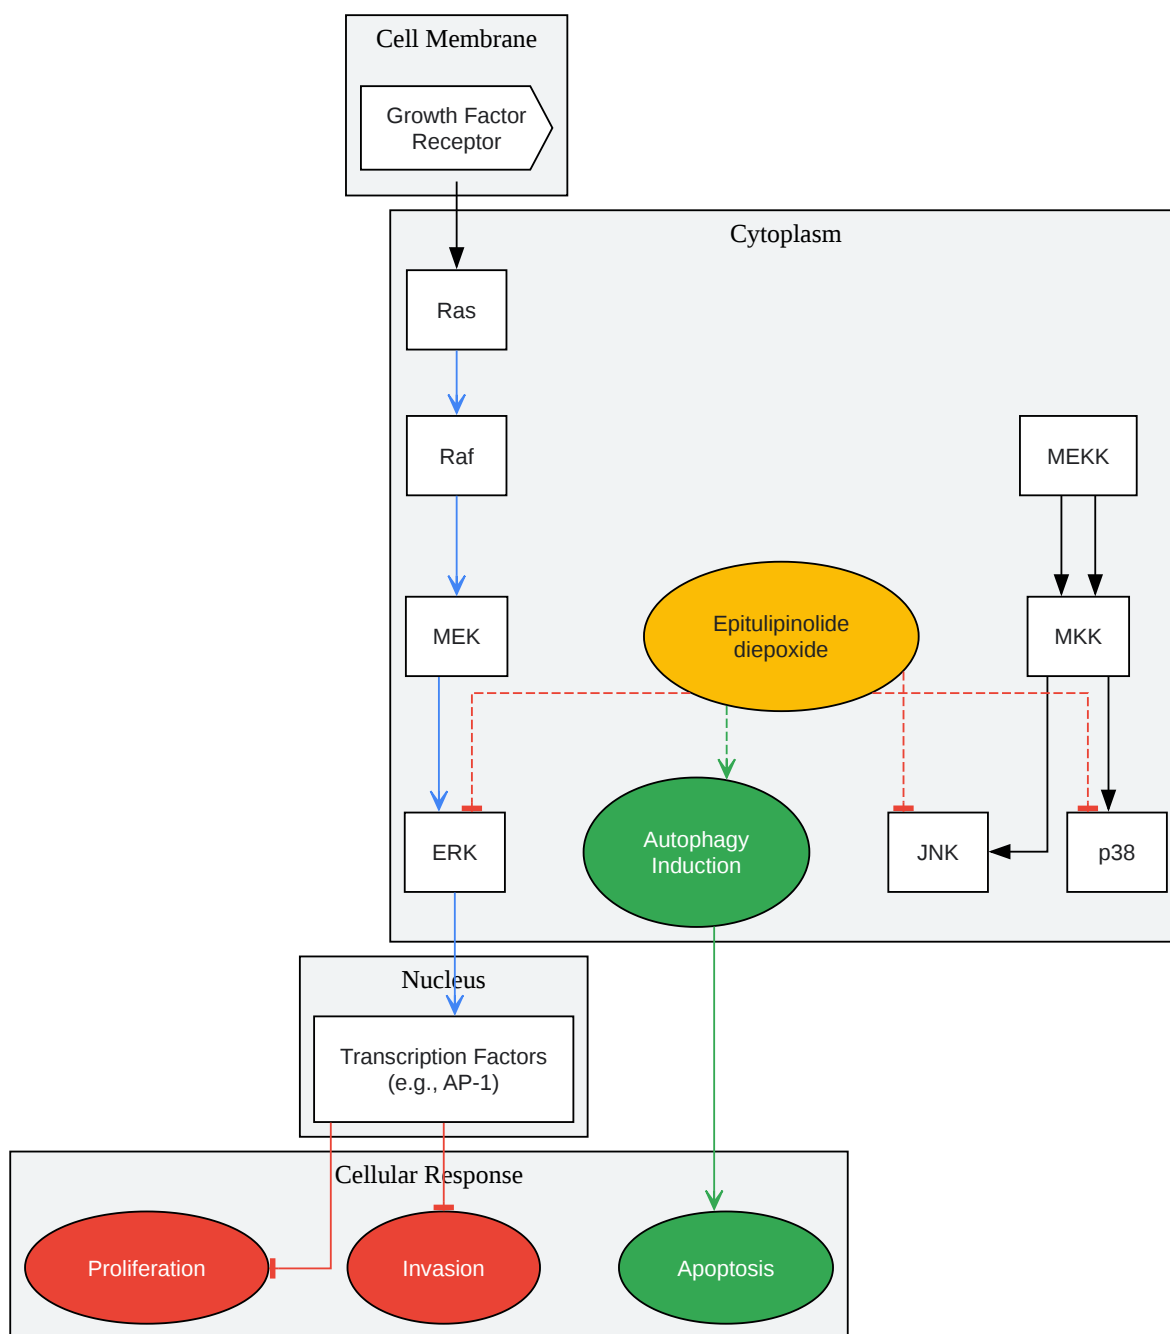 Cell Membrane
Growth Factor
Receptor
Cytoplasm
Ras
Raf
MEKK
MEK
Epitulipinolide
diepoxide
MKK
ERK
Autophagy
Induction
JNK
p38
Nucleus
Transcription Factors
(e.g., AP-1)
Cellular Response
Proliferation
Invasion
Apoptosis